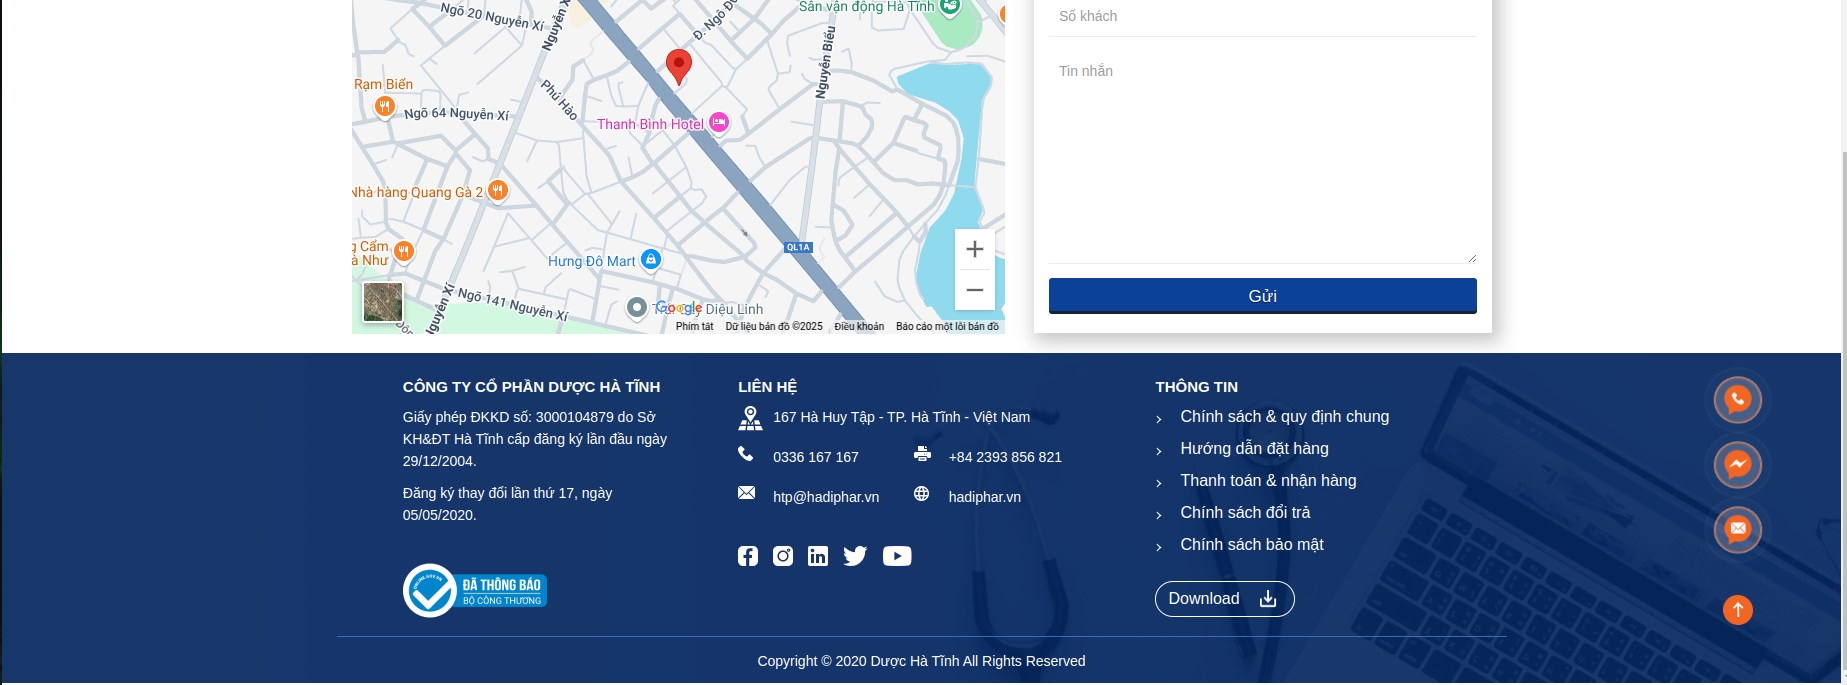 Ngõ 20 Nguyễn Xí
Đ. Ngô Đ
Sân vận động Hà Tĩnh
Nguyễn X
Nguyễn Biểu
Rạm Biển
Ngõ 64 Nguyễn Xí
Phú Hào
Thanh Bình Hotel
Nhà hàng Quang Gà 2
g Cẩm
à Như
QL1A
Hưng Đô Mart
Ngõ 141 Nguyễn Xí
Nguyễn Xí
Diệu Linh
Google
Phím tắt
Dữ liệu bản đồ ©2025
Điều khoản
Báo cáo một lỗi bản đồ
Số khách
Tin nhắn
Gửi
CÔNG TY CỔ PHẦN DƯỢC HÀ TĨNH
Giấy phép ĐKKD số: 3000104879 do Sở
KH&ĐT Hà Tĩnh cấp đăng ký lần đầu ngày
29/12/2004.
Đăng ký thay đổi lần thứ 17, ngày
05/05/2020.
ĐÃ THÔNG BÁO
BỘ CÔNG THƯƠNG
LIÊN HỆ
167 Hà Huy Tập - TP. Hà Tĩnh - Việt Nam
0336 167 167
+84 2393 856 821
htp@hadiphar.vn
hadiphar.vn
THÔNG TIN
Chính sách & quy định chung
Hướng dẫn đặt hàng
Thanh toán & nhận hàng
Chính sách đổi trả
Chính sách bảo mật
Download
Copyright © 2020 Dược Hà Tĩnh All Rights Reserved